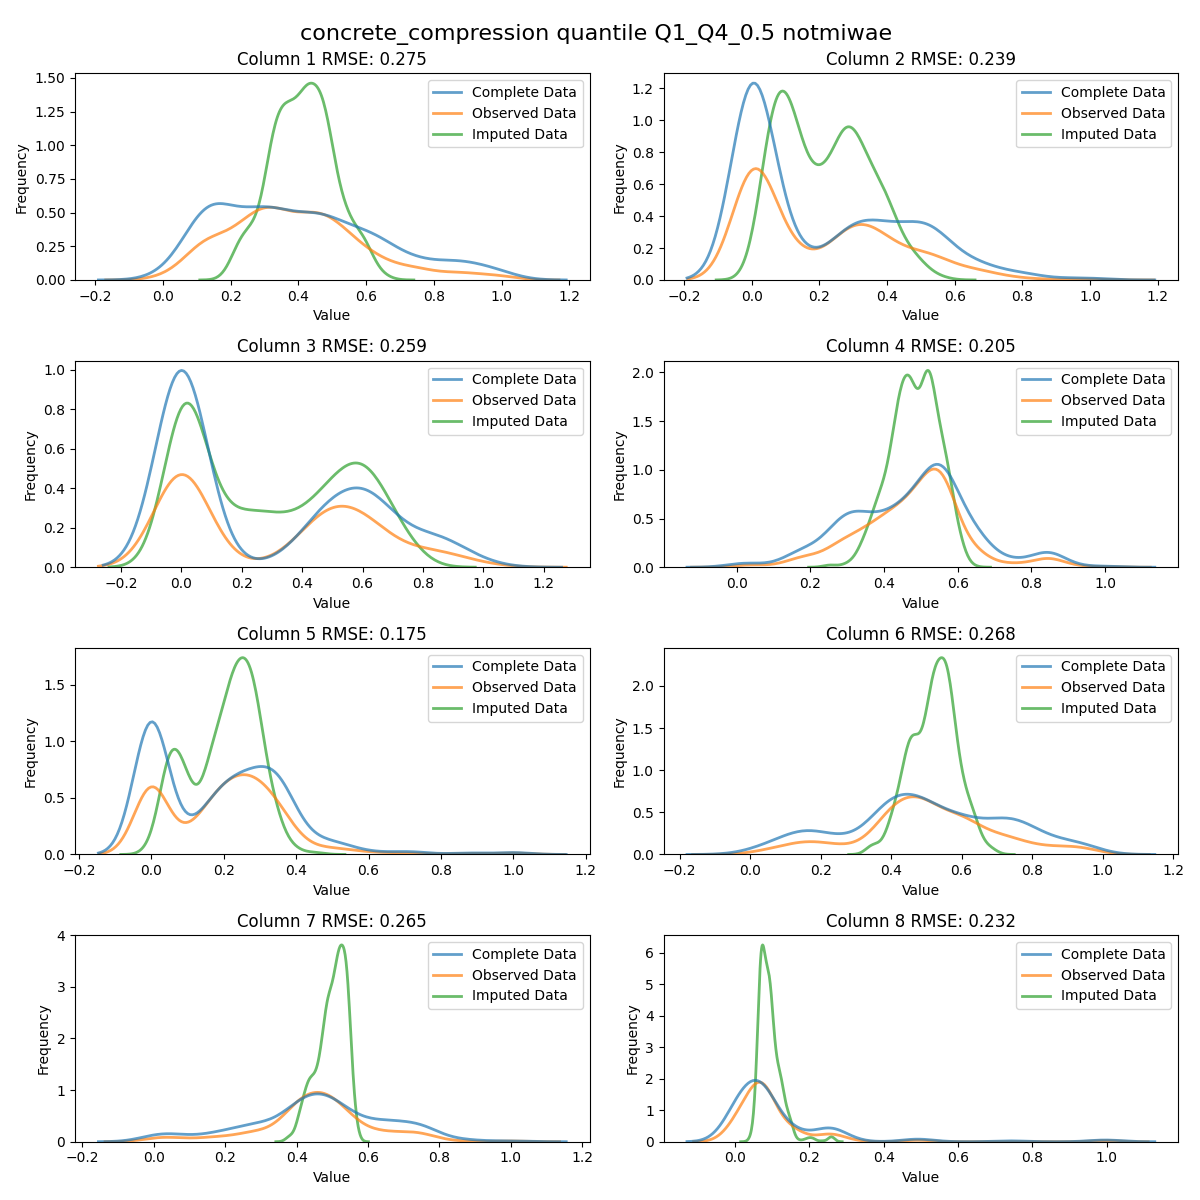 concrete_compression quantile Q1_Q4_0.5 notmiwae
Column 1 RMSE: 0.275
Frequency
1.50
1.25
1.00
0.75
0.50
0.25
0.00
Complete Data
Observed Data
Imputed Data
−0.2 0.0 0.2 0.4 0.6 0.8 1.0 1.2
Value
Column 2 RMSE: 0.239
Frequency
1.2
1.0
0.8
0.6
0.4
0.2
0.0
Complete Data
Observed Data
Imputed Data
−0.2 0.0 0.2 0.4 0.6 0.8 1.0 1.2
Value
Column 3 RMSE: 0.259
Frequency
1.0
0.8
0.6
0.4
0.2
0.0
Complete Data
Observed Data
Imputed Data
−0.2 0.0 0.2 0.4 0.6 0.8 1.0 1.2
Value
Column 4 RMSE: 0.205
Frequency
2.0
1.5
1.0
0.5
0.0
Complete Data
Observed Data
Imputed Data
0.0 0.2 0.4 0.6 0.8 1.0
Value
Column 5 RMSE: 0.175
Frequency
1.5
1.0
0.5
0.0
Complete Data
Observed Data
Imputed Data
−0.2 0.0 0.2 0.4 0.6 0.8 1.0 1.2
Value
Column 6 RMSE: 0.268
Frequency
2.0
1.5
1.0
0.5
0.0
Complete Data
Observed Data
Imputed Data
−0.2 0.0 0.2 0.4 0.6 0.8 1.0 1.2
Value
Column 7 RMSE: 0.265
Frequency
4
3
2
1
0
Complete Data
Observed Data
Imputed Data
−0.2 0.0 0.2 0.4 0.6 0.8 1.0 1.2
Value
Column 8 RMSE: 0.232
Frequency
6
5
4
3
2
1
0
Complete Data
Observed Data
Imputed Data
0.0 0.2 0.4 0.6 0.8 1.0
Value